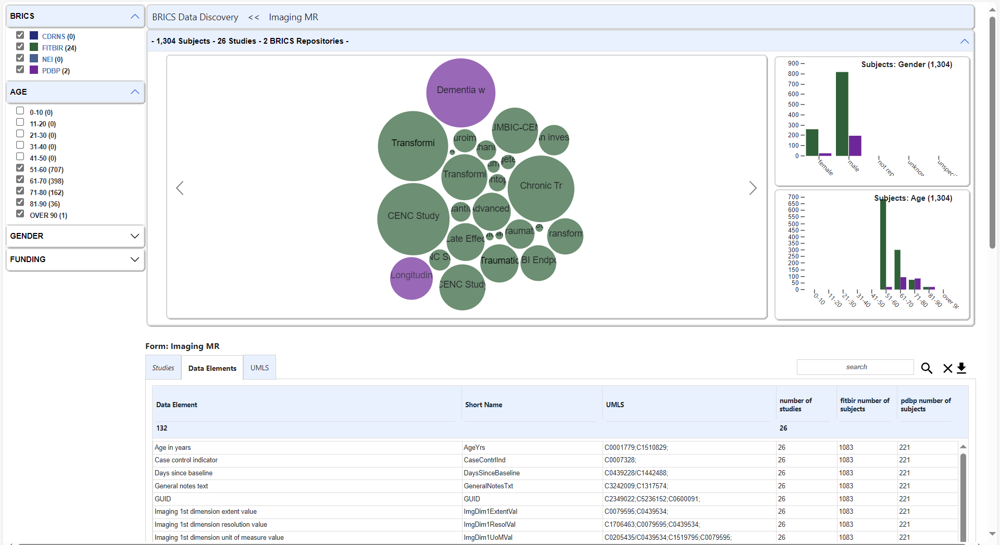 BRICS
CDRNS (0)
FITBIR (24)
NEI (0)
PDBP (2)
AGE
0-10 (0)
11-20 (0)
21-30 (0)
31-40 (0)
41-50 (0)
51-60 (707)
61-70 (398)
71-80 (162)
81-90 (36)
OVER 90 (1)
GENDER
FUNDING
BRICS Data Discovery << Imaging MR
- 1,304 Subjects - 26 Studies - 2 BRICS Repositories -
Dementia w
Transformi
LIMBIC-CEN
uroim
n inves
hani
jete
um
Transformi
ntop
Chronic Tr
CENC Study
anti
Advanced
raumat
Transform
Late Effec
NC S
Traumatic
BI Endpo
Longitudin
CENC Study
Subjects: Gender (1,304)
900
800
700
600
500
400
300
200
100
0
female
male
not rep
unknow
unspeci
Subjects: Age (1,304)
700
650
600
550
500
450
400
350
300
250
200
150
100
50
0
0-10
11-20
21-30
31-40
41-50
51-60
61-70
71-80
81-90
over 90
Form: Imaging MR
Studies
Data Elements
UMLS
search
Data Element Short Name UMLS number of studies fitbir number of subjects pdbp number of subjects
132 26
Age in years AgeYrs C0001779;C1510829; 26 1083 221
Case control indicator CaseContrlInd C0007328; 26 1083 221
Days since baseline DaysSinceBaseline C0439228/C1442488; 26 1083 221
General notes text GeneralNotesTxt C3242009;C1317574; 26 1083 221
GUID GUID C2349022;C5236152;C0600091; 26 1083 221
Imaging 1st dimension extent value ImgDim1ExtentVal C0079595;C0439534; 26 1083 221
Imaging 1st dimension resolution value ImgDim1ResolVal C1706463;C0079595;C0439534; 26 1083 221
Imaging 1st dimension unit of measure value ImgDim1UoMVal C0205435/C0439534;C1519795;C0079595; 26 1083 221